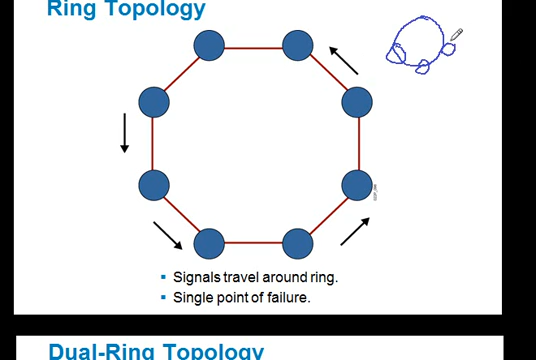 Ring Topology
Signals travel around ring.
Single point of failure.
Dual-Ring Topology